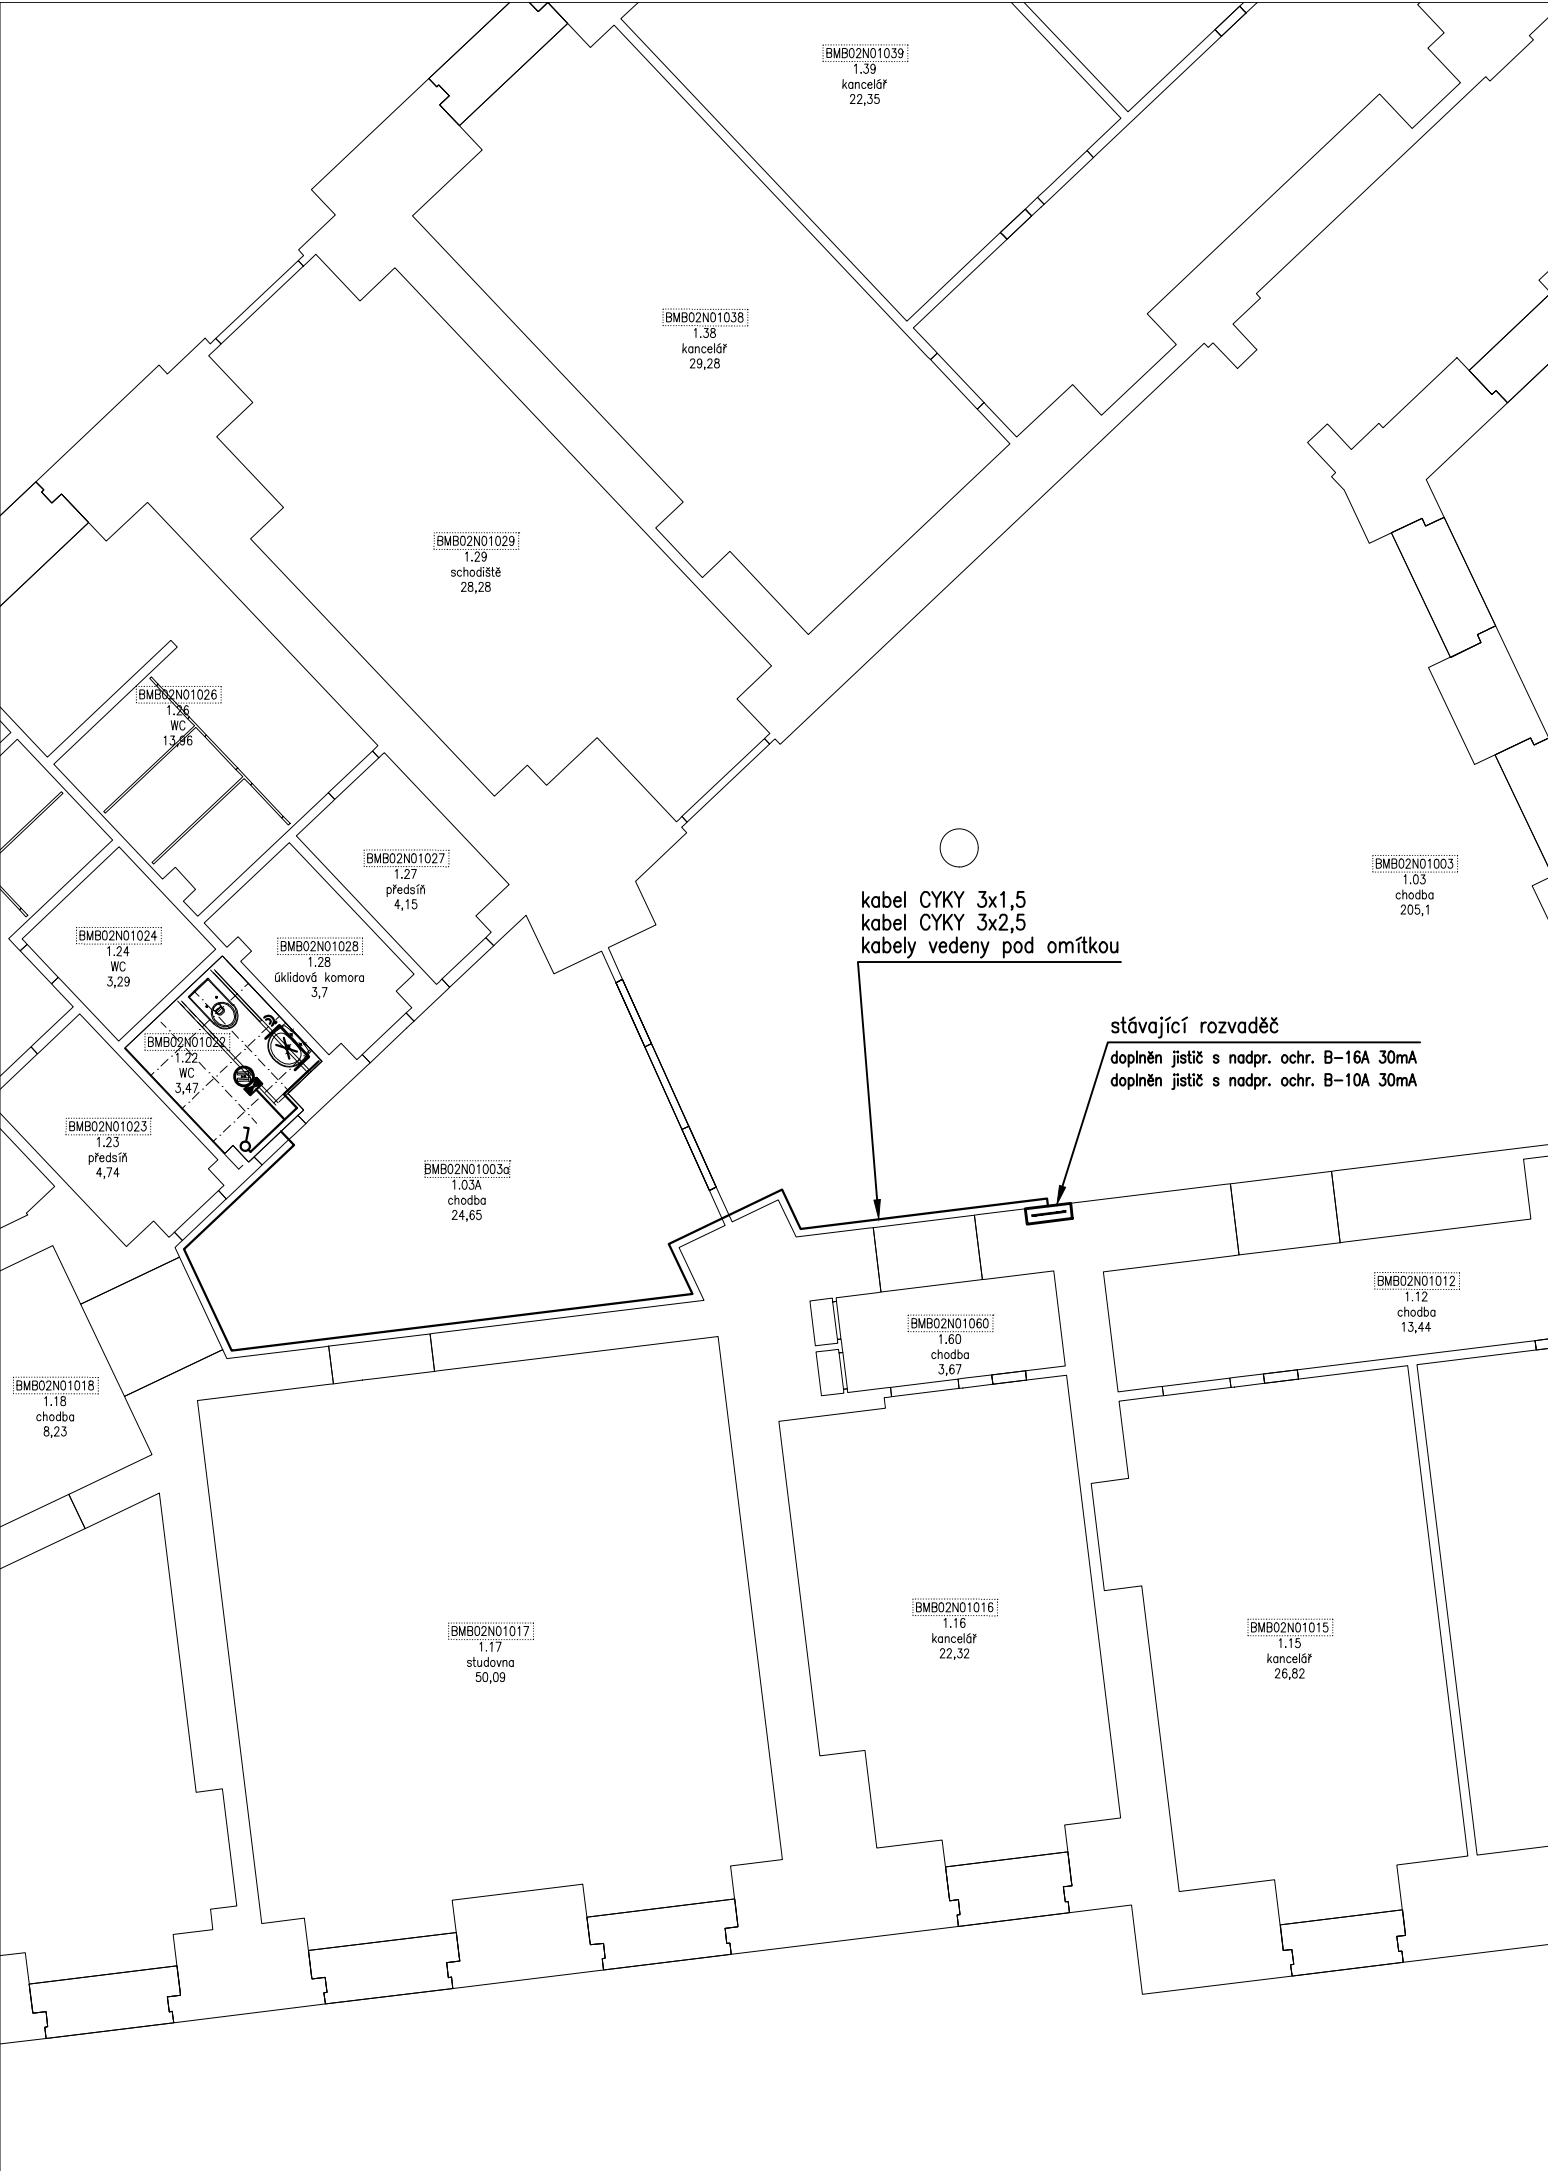 BMB02N01039
1.39
kancelář
22,35
BMB02N01038
1.38
kancelář
29,28
BMB02N01029
1.29
schodiště
28,28
BMB02N01026
1.26
WC
13,96
BMB02N01027
1.27
předsíň
4,15
BMB02N01003
1.03
chodba
205,1
kabel CYKY 3x1,5
kabel CYKY 3x2,5
kabely vedeny pod omítkou
BMB02N01024
1.24
WC
3,29
BMB02N01028
1.28
úklidová komora
3,7
stávající rozvaděč
doplněn jistič s nadpr. ochr. B-16A 30mA
doplněn jistič s nadpr. ochr. B-10A 30mA
BMB02N01022
1.22
WC
3,47
BMB02N01023
1.23
předsíň
4,74
BMB02N01003a
1.03A
chodba
24,65
BMB02N01012
1.12
chodba
13,44
BMB02N01060
1.60
chodba
3,67
BMB02N01018
1.18
chodba
8,23
BMB02N01017
1.17
studovna
50,09
BMB02N01016
1.16
kancelář
22,32
BMB02N01015
1.15
kancelář
26,82